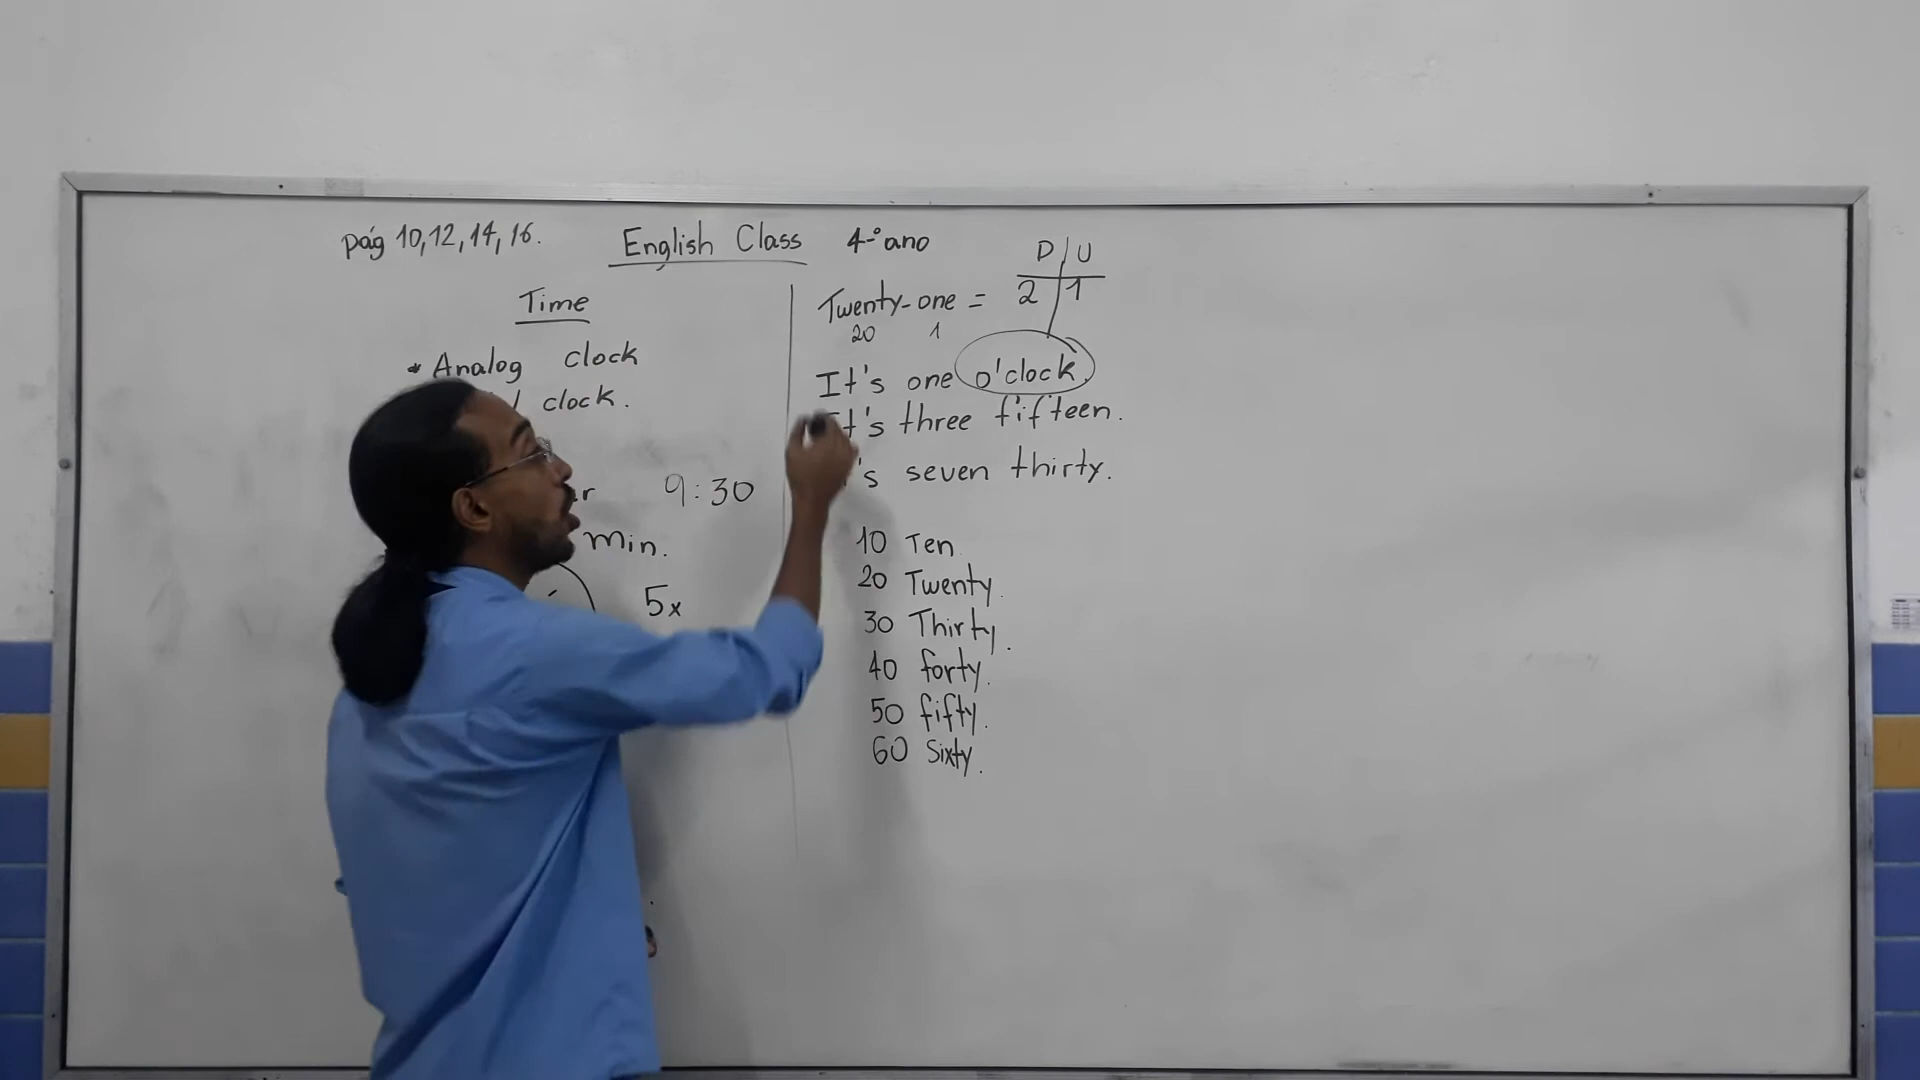 pág 10, 12, 14, 16. English Class 4º ano
Time
* Analog clock
clock.
9:30
min.
5x
D U
Twenty-one = 2 1
20 1
It's one o'clock.
It's three fifteen.
's seven thirty.
10 Ten.
20 Twenty.
30 Thirty.
40 forty.
50 fifty.
60 Sixty.